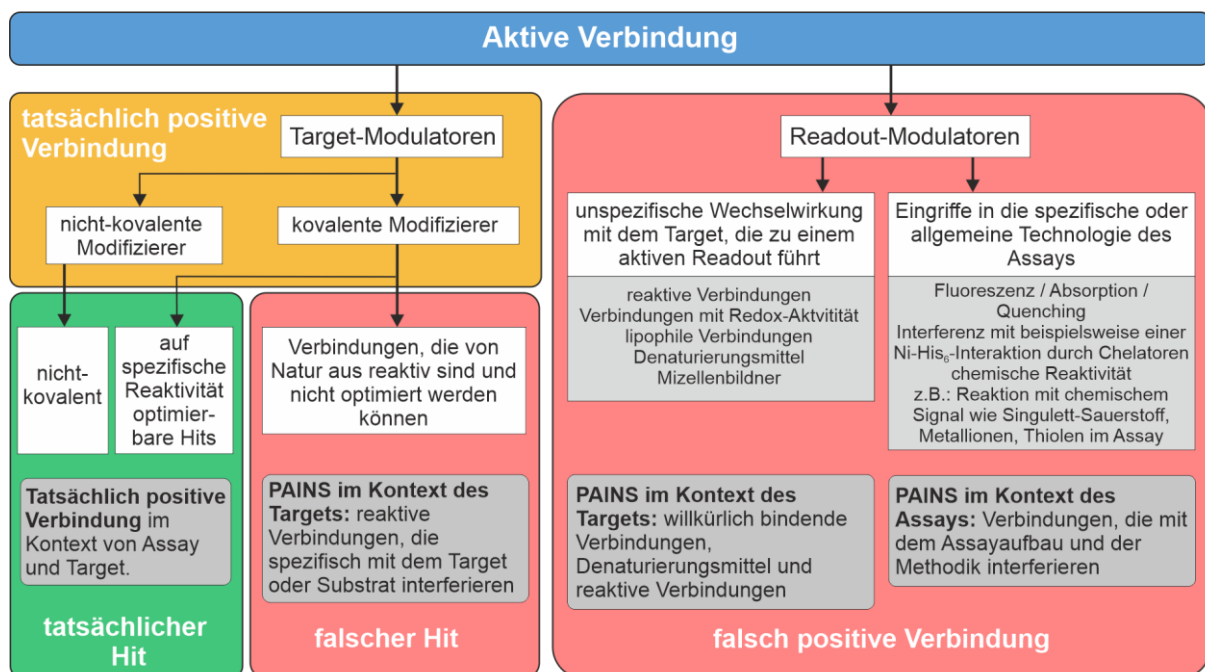 Aktive Verbindung
tatsächlich positive
Verbindung
Target-Modulatoren
nicht-kovalente
Modifizierer
kovalente Modifizierer
nicht-
kovalent
auf
spezifische
Reaktivität
optimier-
bare Hits
Tatsächlich positive
Verbindung im
Kontext von Assay
und Target.
tatsächlicher
Hit
Verbindungen, die von
Natur aus reaktiv sind und
nicht optimiert werden
können
PAINS im Kontext des
Targets: reaktive
Verbindungen, die
spezifisch mit dem Target
oder Substrat interferieren
falscher Hit
Readout-Modulatoren
unspezifische Wechselwirkung
mit dem Target, die zu einem
aktiven Readout führt
reaktive Verbindungen
Verbindungen mit Redox-Aktvitität
lipophile Verbindungen
Denaturierungsmittel
Mizellenbildner
PAINS im Kontext des
Targets: willkürlich bindende
Verbindungen,
Denaturierungsmittel und
reaktive Verbindungen
Eingriffe in die spezifische oder
allgemeine Technologie des
Assays
Fluoreszenz / Absorption /
Quenching
Interferenz mit beispielsweise einer
Ni-His₆-Interaktion durch Chelatoren
chemische Reaktivität
z.B.: Reaktion mit chemischem
Signal wie Singulett-Sauerstoff,
Metallionen, Thiolen im Assay
PAINS im Kontext des
Assays: Verbindungen, die mit
dem Assayaufbau und der
Methodik interferieren
falsch positive Verbindung